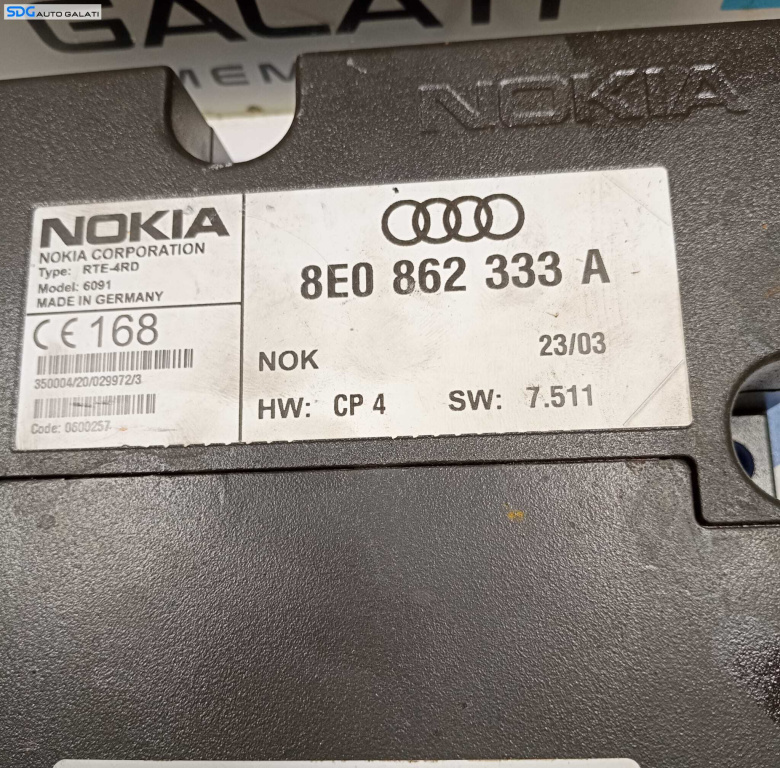 SDG AUTO GALATI
GALATI
NOKIA
NOKIA
NOKIA CORPORATION
Type: RTE-4RD
Model: 6091
MADE IN GERMANY
CE 168
350004/20/029972/3
Code: 0600257
8E0 862 333 A
NOK
23/03
HW: CP 4 SW: 7.511